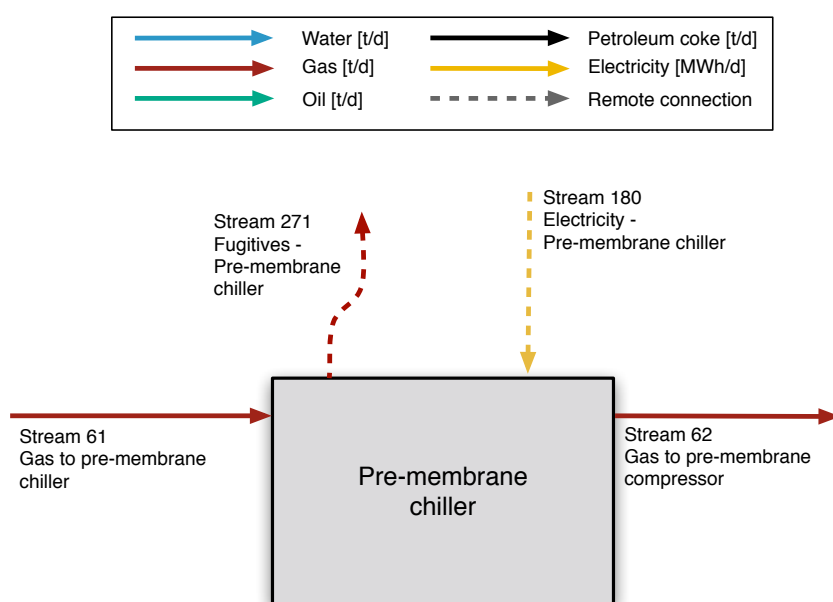 Water [t/d]
Gas [t/d]
Oil [t/d]
Petroleum coke [t/d]
Electricity [MWh/d]
Remote connection
Stream 271
Fugitives -
Pre-membrane
chiller
Stream 180
Electricity -
Pre-membrane chiller
Stream 61
Gas to pre-membrane
chiller
Pre-membrane
chiller
Stream 62
Gas to pre-membrane
compressor